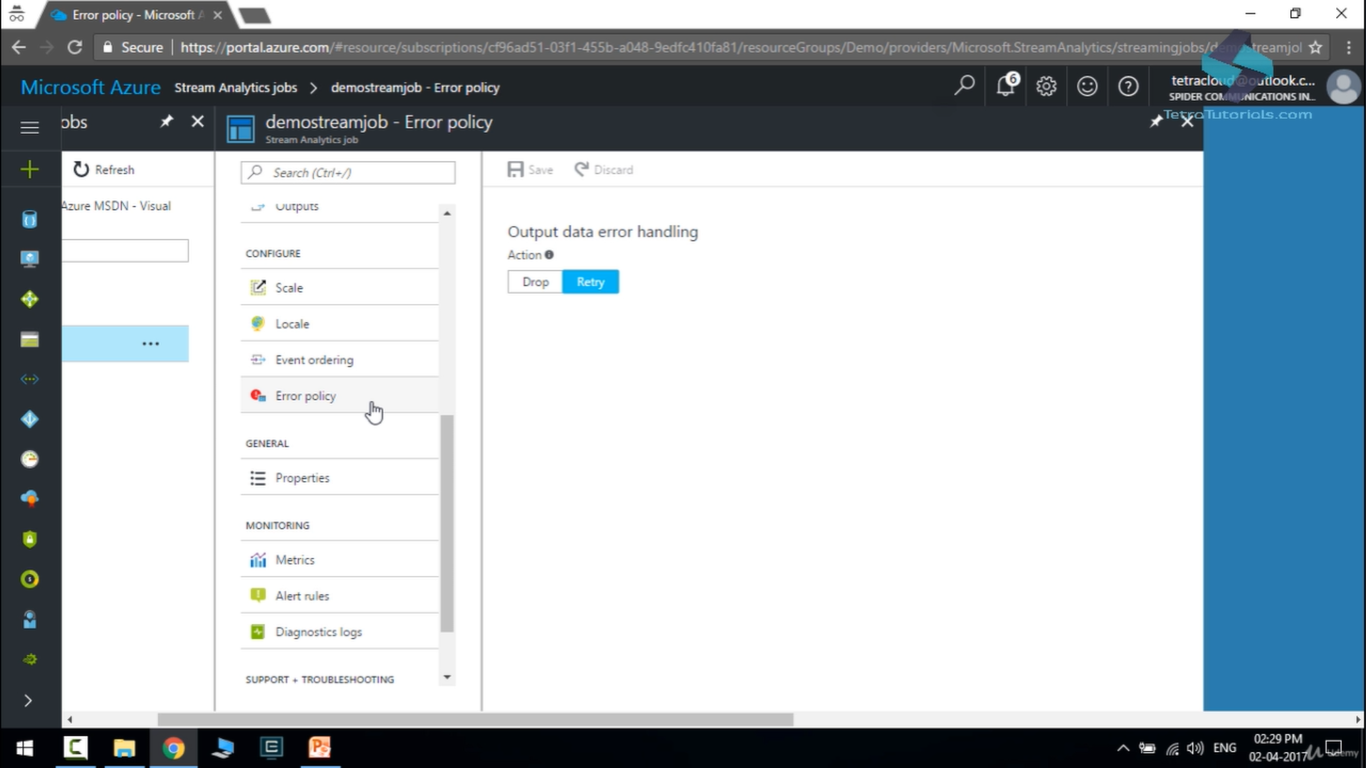 Error policy - Microsoft A
Secure
https://portal.azure.com/#resource/subscriptions/cf96ad51-03f1-455b-a048-9edfc410fa81/resourceGroups/Demo/providers/Microsoft.StreamAnalytics/streamingjobs/demostreamjol
Microsoft Azure Stream Analytics jobs > demostreamjob - Error policy
6
tetracloud@outlook.c...
SPIDER COMMUNICATIONS IN...
TetraTutorials.com
obs
demostreamjob - Error policy
Stream Analytics job
Refresh
Search (Ctrl+/)
Save
Discard
Azure MSDN - Visual
Outputs
Output data error handling
Action
Drop
Retry
CONFIGURE
Scale
Locale
Event ordering
Error policy
GENERAL
Properties
MONITORING
Metrics
Alert rules
Diagnostics logs
SUPPORT + TROUBLESHOOTING
ENG
02:29 PM
02-04-2017
Udemy